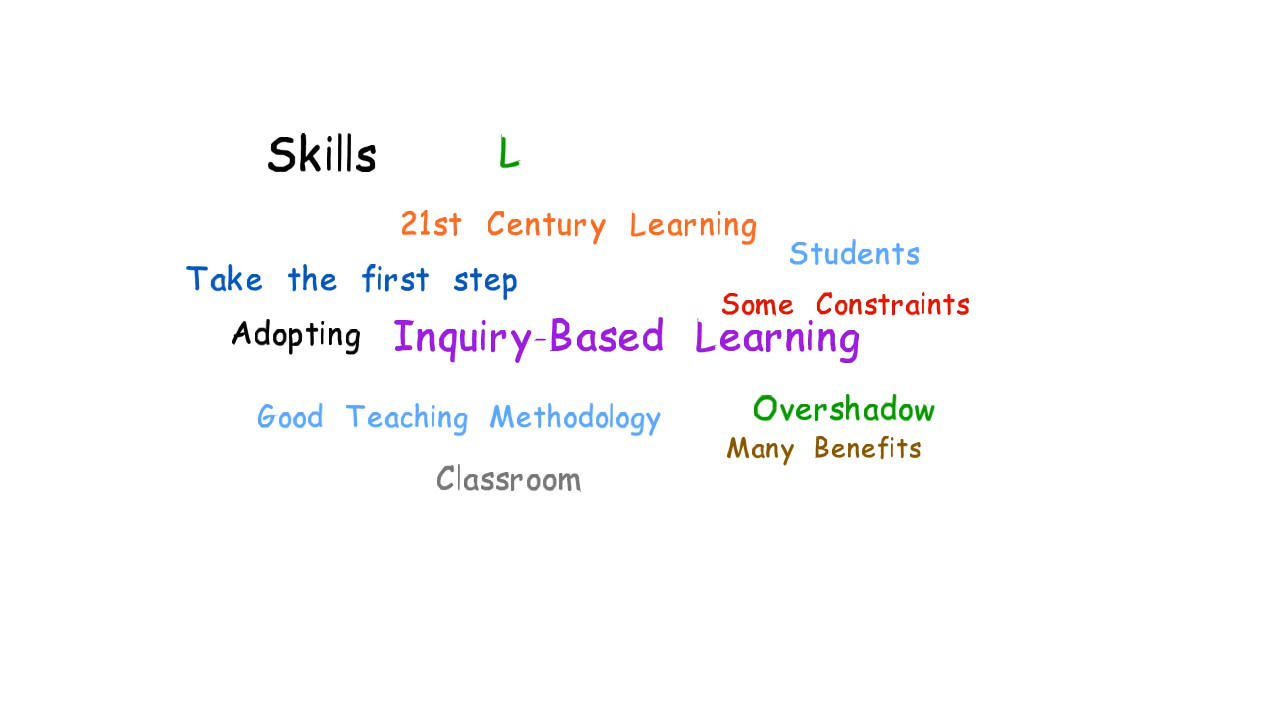 Skills L
21st Century Learning
Students
Take the first step
Some Constraints
Adopting Inquiry-Based Learning
Overshadow
Good Teaching Methodology
Many Benefits
Classroom